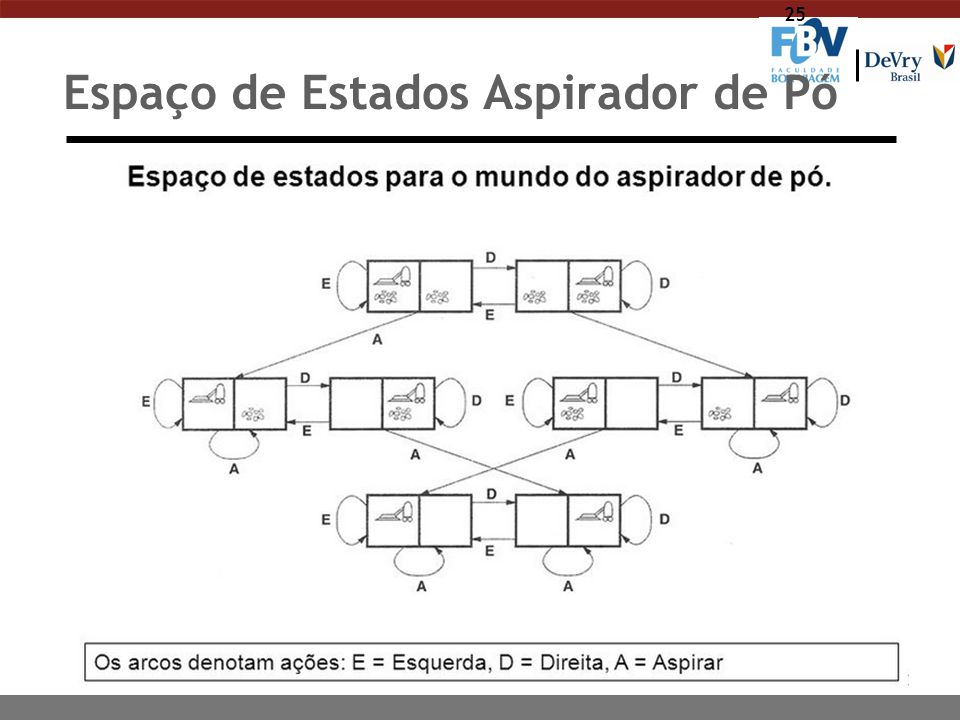 25
FBV
FACULDADE
BOA VIAGEM
DeVry
Brasil
Espaço de Estados Aspirador de Pó
Espaço de estados para o mundo do aspirador de pó.
D
E
D
E
A
D
D
E
D
E
D
E
E
A
A
A
A
D
E
D
E
A
A
Os arcos denotam ações: E = Esquerda, D = Direita, A = Aspirar